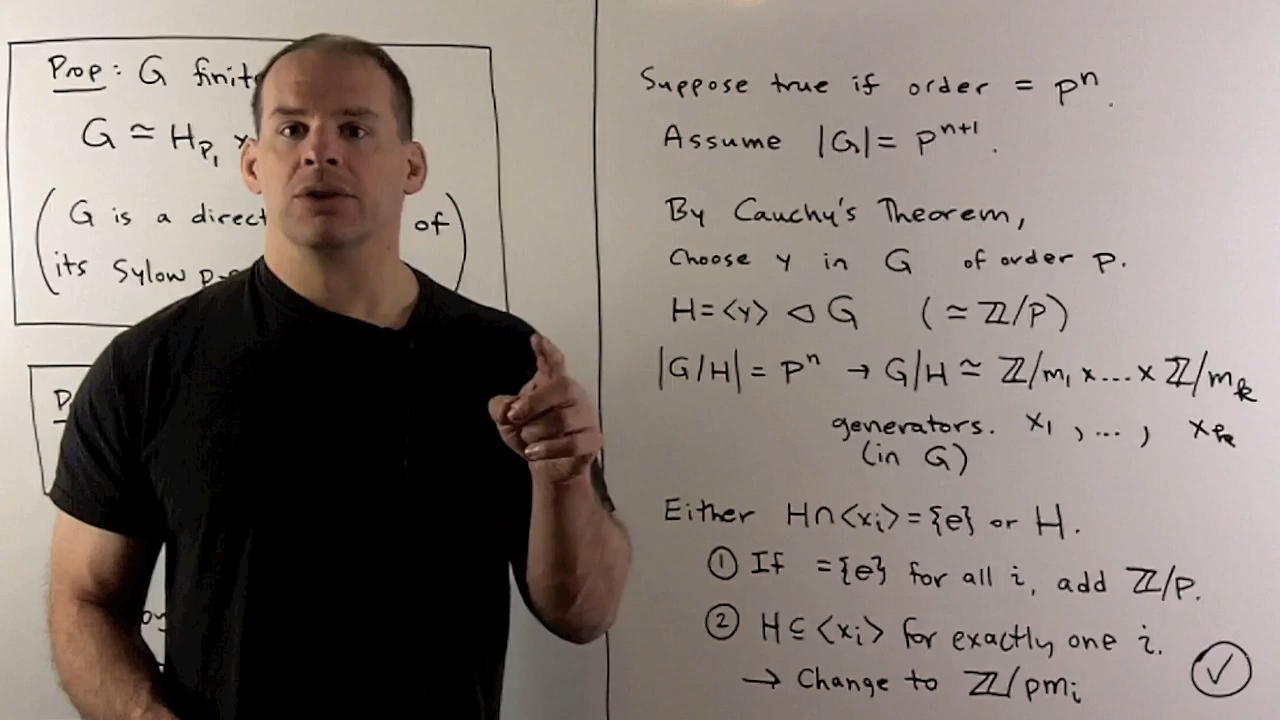 Prop: G finit
G ≃ H_{P_1} ×
( G is a direct of )
its Sylow p-
Suppose true if order = p^n.
Assume |G| = p^{n+1}.
By Cauchy's Theorem,
Choose y in G of order p.
H = <y> ◁ G (≃ ℤ/p)
|G/H| = p^n → G/H ≃ ℤ/m_1 × ... × ℤ/m_k
generators. x_1, ..., x_k
(in G)
Either H∩<x_i> = {e} or H.
① If = {e} for all i, add ℤ/p.
② H ⊆ <x_i> for exactly one i.
→ Change to ℤ/pm_i ✓